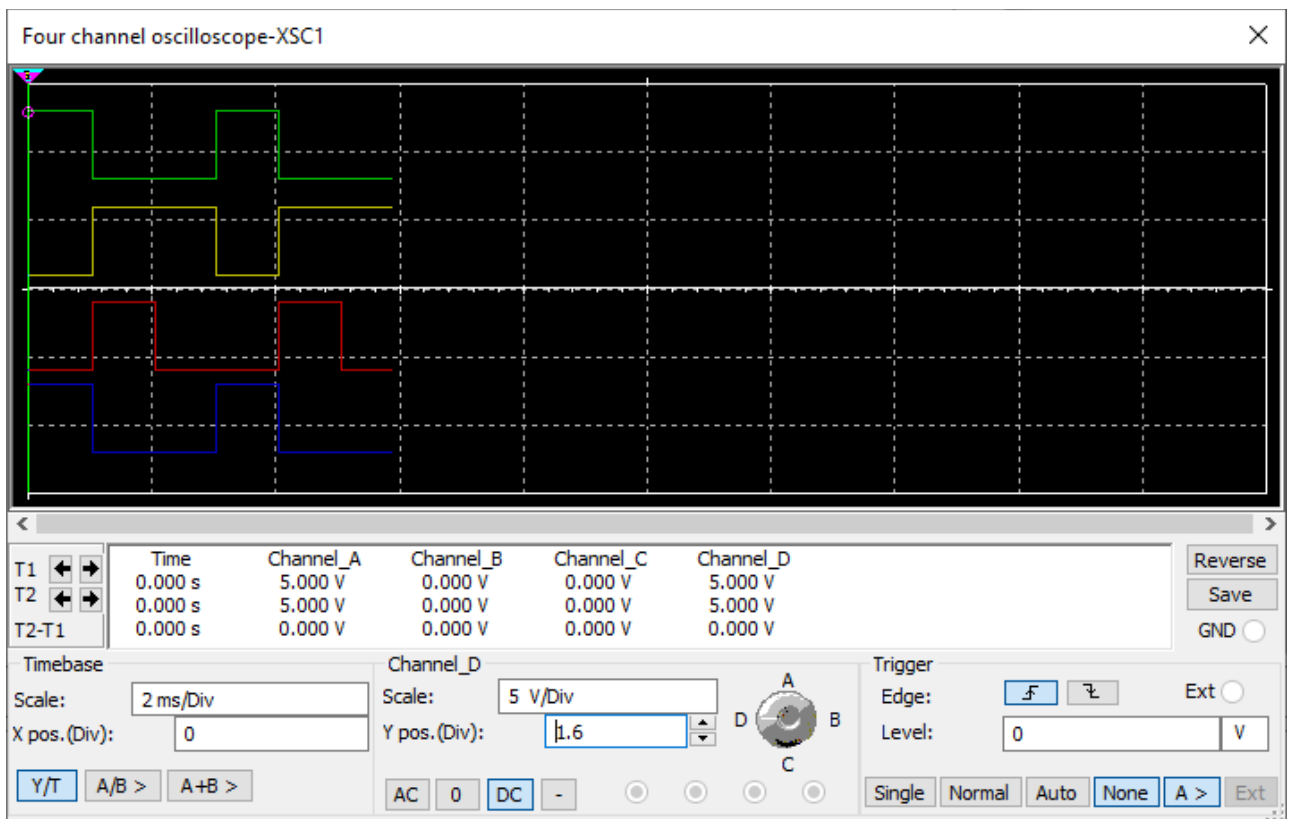 Four channel oscilloscope-XSC1
Time Channel_A Channel_B Channel_C Channel_D
T1 0.000 s 5.000 V 0.000 V 0.000 V 5.000 V
T2 0.000 s 5.000 V 0.000 V 0.000 V 5.000 V
T2-T1 0.000 s 0.000 V 0.000 V 0.000 V 0.000 V
Reverse
Save
GND
Timebase
Scale: 2 ms/Div
X pos.(Div): 0
Y/T A/B > A+B >
Channel_D
Scale: 5 V/Div
Y pos.(Div): 1.6
A
D B
C
AC 0 DC -
Trigger
Edge: Ext
Level: 0 V
Single Normal Auto None A > Ext